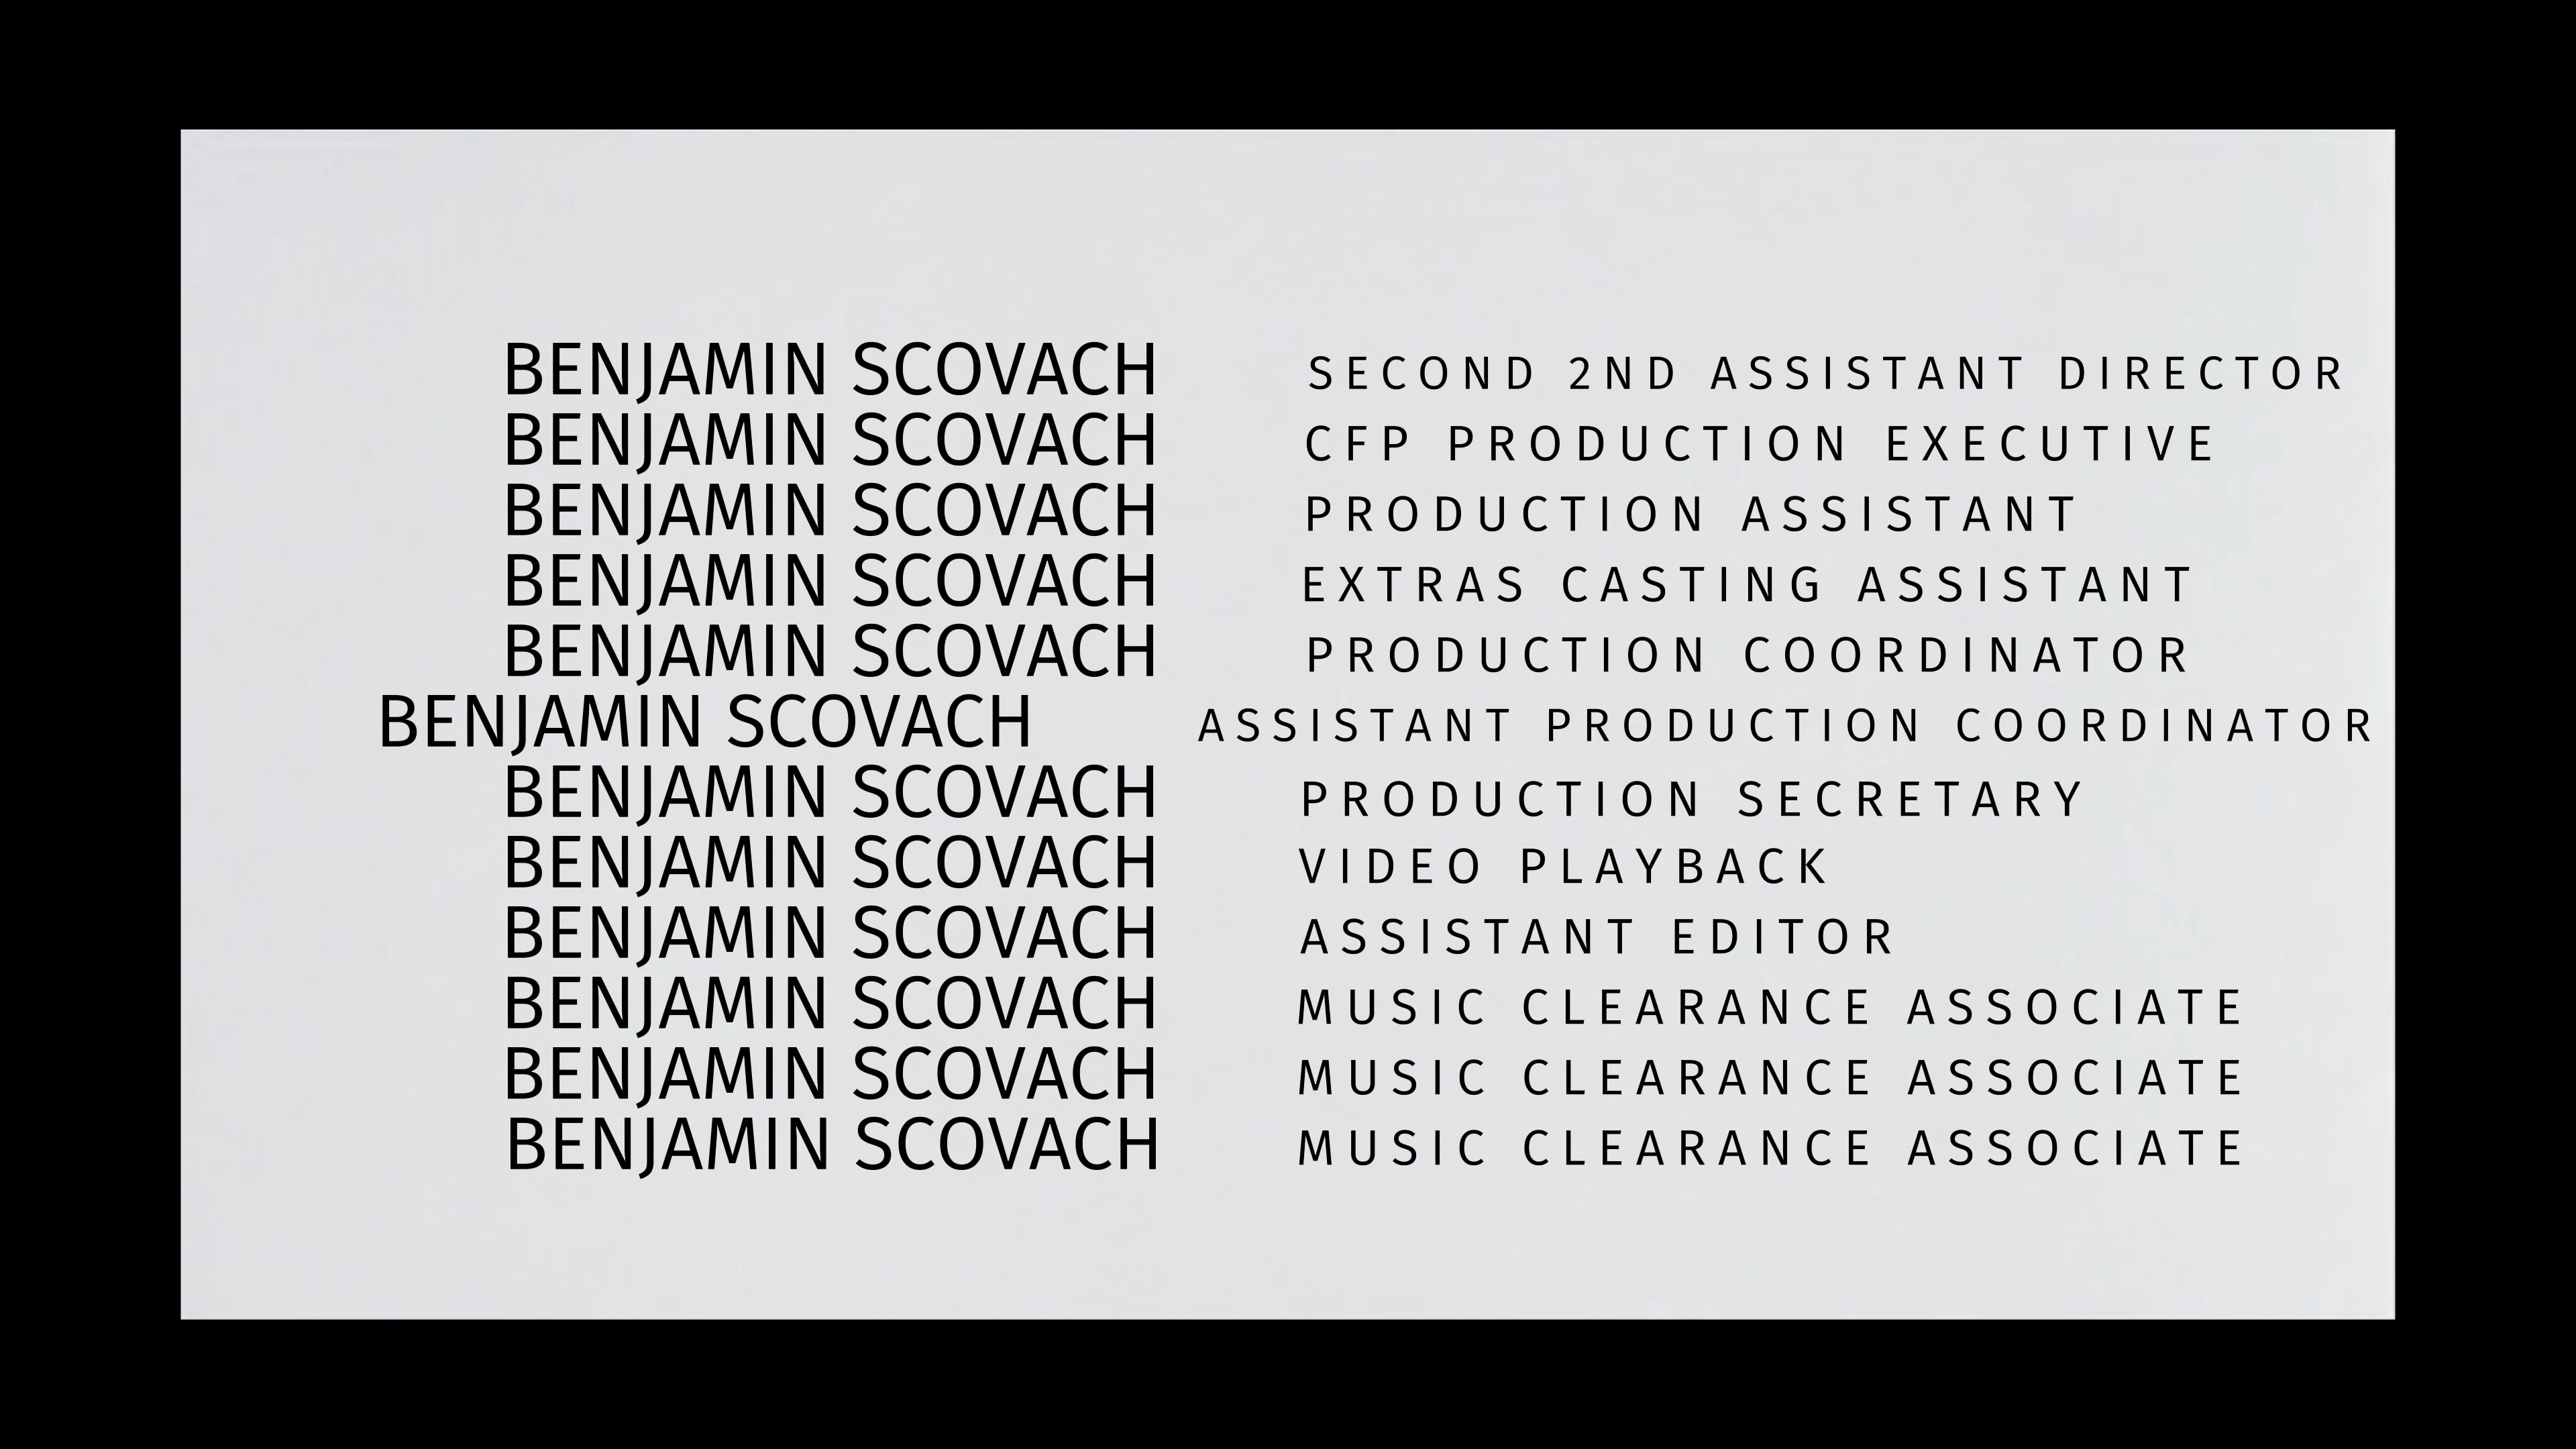 BENJAMIN SCOVACH SECOND 2ND ASSISTANT DIRECTOR
BENJAMIN SCOVACH CFP PRODUCTION EXECUTIVE
BENJAMIN SCOVACH PRODUCTION ASSISTANT
BENJAMIN SCOVACH EXTRAS CASTING ASSISTANT
BENJAMIN SCOVACH PRODUCTION COORDINATOR
BENJAMIN SCOVACH ASSISTANT PRODUCTION COORDINATOR
BENJAMIN SCOVACH PRODUCTION SECRETARY
BENJAMIN SCOVACH VIDEO PLAYBACK
BENJAMIN SCOVACH ASSISTANT EDITOR
BENJAMIN SCOVACH MUSIC CLEARANCE ASSOCIATE
BENJAMIN SCOVACH MUSIC CLEARANCE ASSOCIATE
BENJAMIN SCOVACH MUSIC CLEARANCE ASSOCIATE